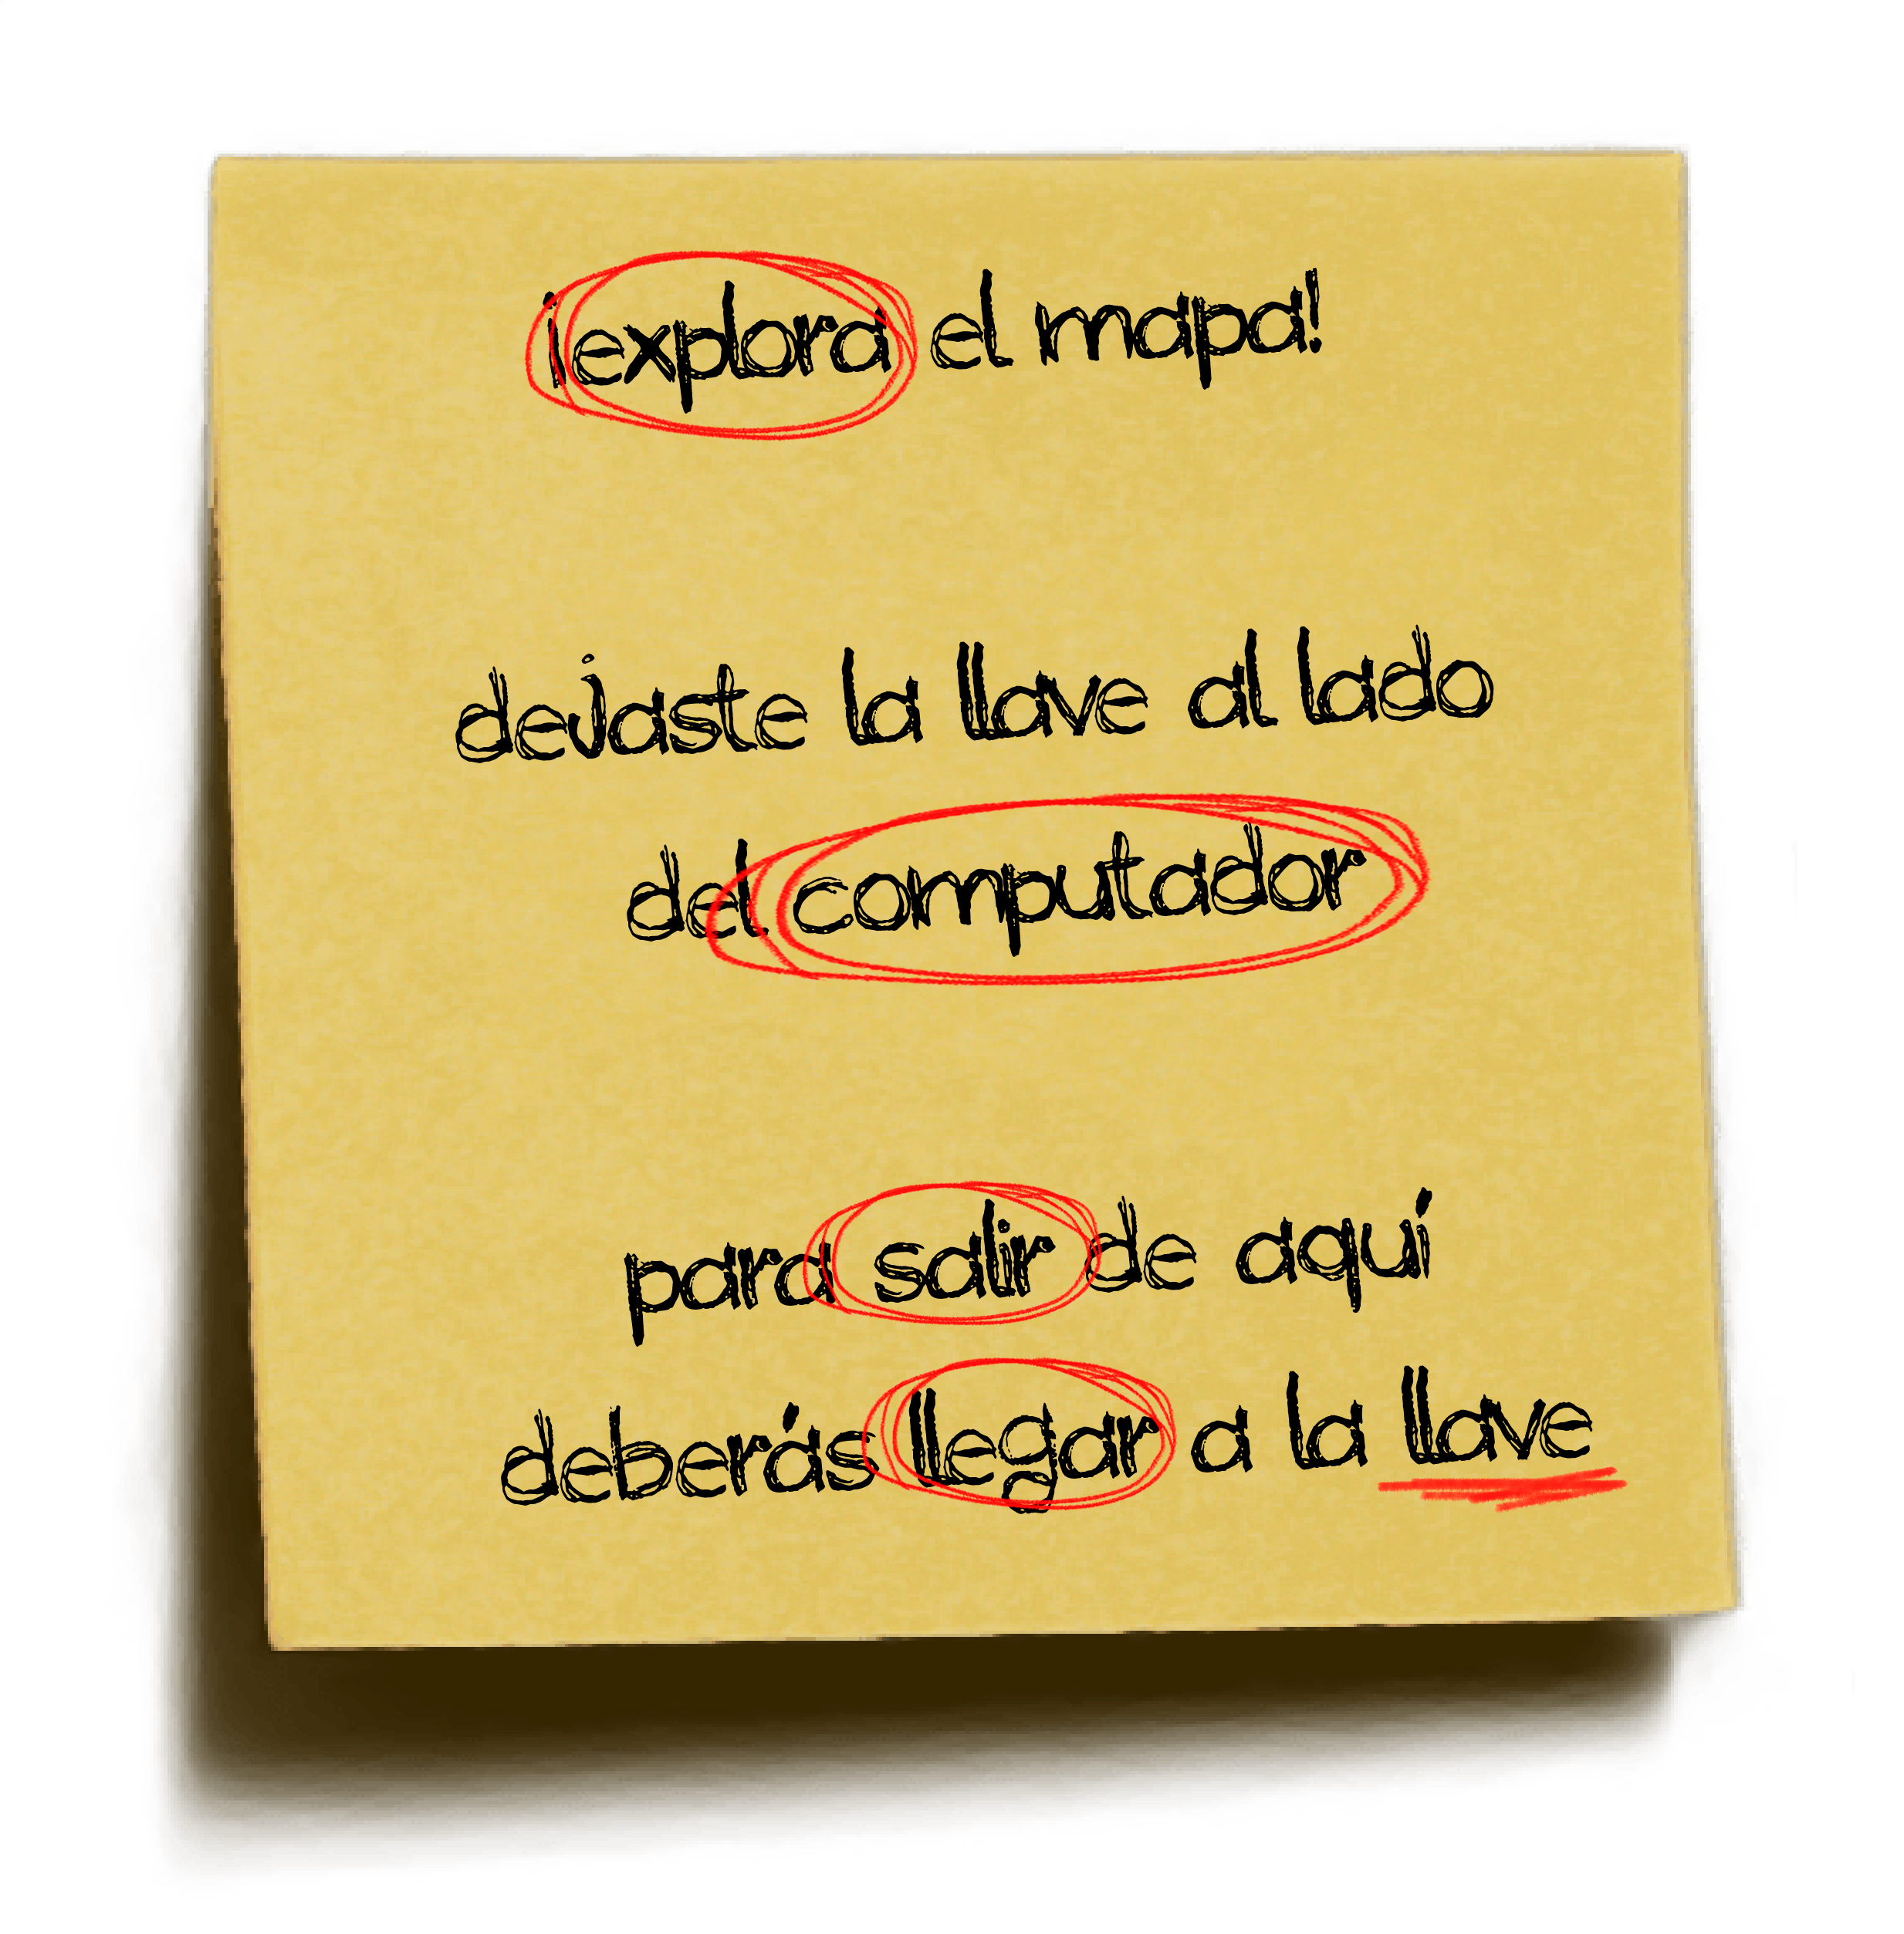 ¡explora el mapa!
dejaste la llave al lado
del computador
para salir de aquí
deberás llegar a la llave